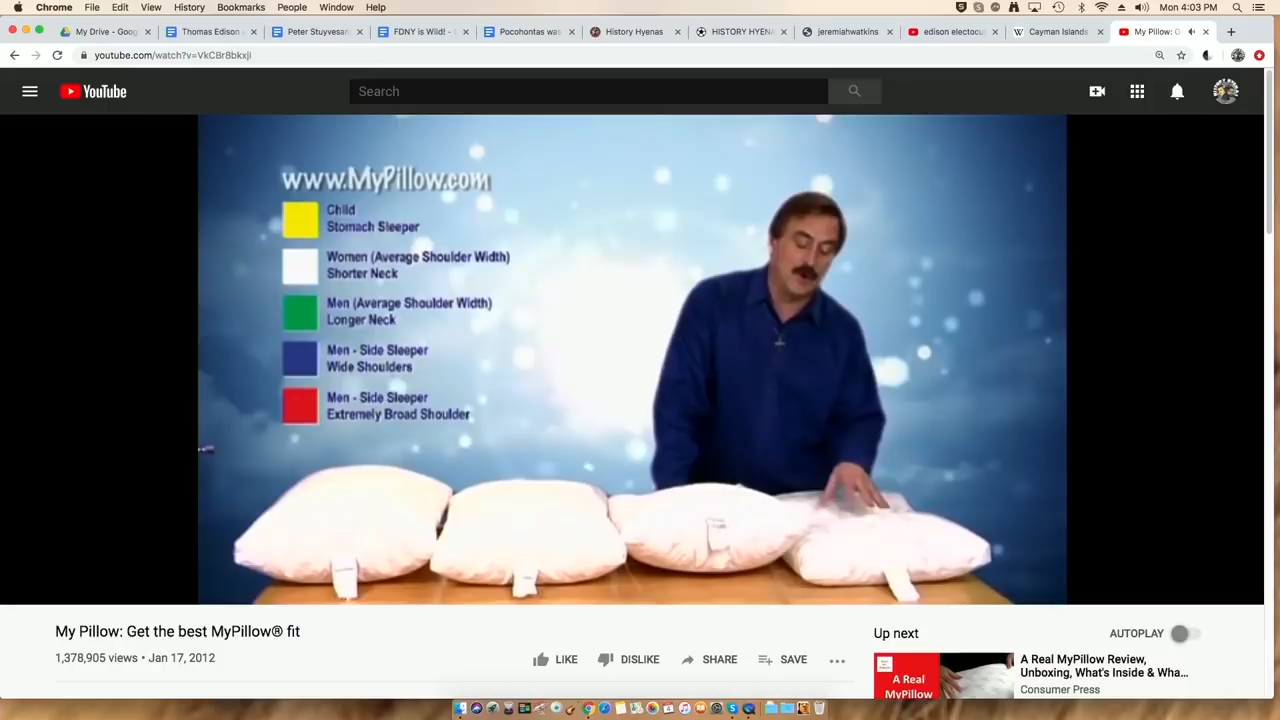 Chrome File Edit View History Bookmarks People Window Help
Mon 4:03 PM
My Drive - Goog
Thomas Edison
Peter Stuyvesan
FDNY is Wild! -
Pocohontas was
History Hyenas
HISTORY HYENA
jeremiahwatkins
edison electocu
Cayman Islands
My Pillow: G
youtube.com/watch?v=VkCBr8bkxjI
YouTube
Search
www.MyPillow.com
Child
Stomach Sleeper
Women (Average Shoulder Width)
Shorter Neck
Men (Average Shoulder Width)
Longer Neck
Men - Side Sleeper
Wide Shoulders
Men - Side Sleeper
Extremely Broad Shoulder
My Pillow: Get the best MyPillow® fit
1,378,905 views • Jan 17, 2012
LIKE DISLIKE SHARE SAVE
Up next
AUTOPLAY
A Real
MyPillow
A Real MyPillow Review,
Unboxing, What's Inside & Wha...
Consumer Press